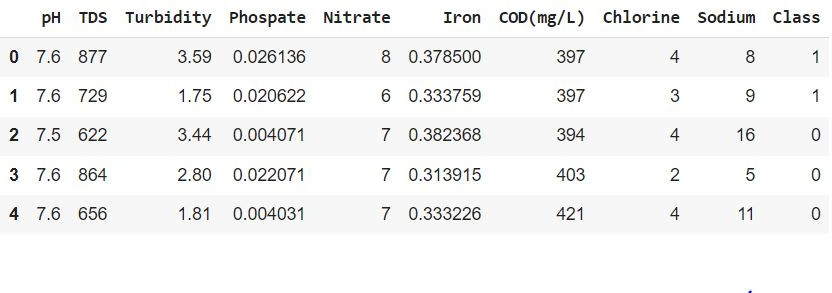 pH TDS Turbidity Phospate Nitrate Iron COD(mg/L) Chlorine Sodium Class
0 7.6 877 3.59 0.026136 8 0.378500 397 4 8 1
1 7.6 729 1.75 0.020622 6 0.333759 397 3 9 1
2 7.5 622 3.44 0.004071 7 0.382368 394 4 16 0
3 7.6 864 2.80 0.022071 7 0.313915 403 2 5 0
4 7.6 656 1.81 0.004031 7 0.333226 421 4 11 0